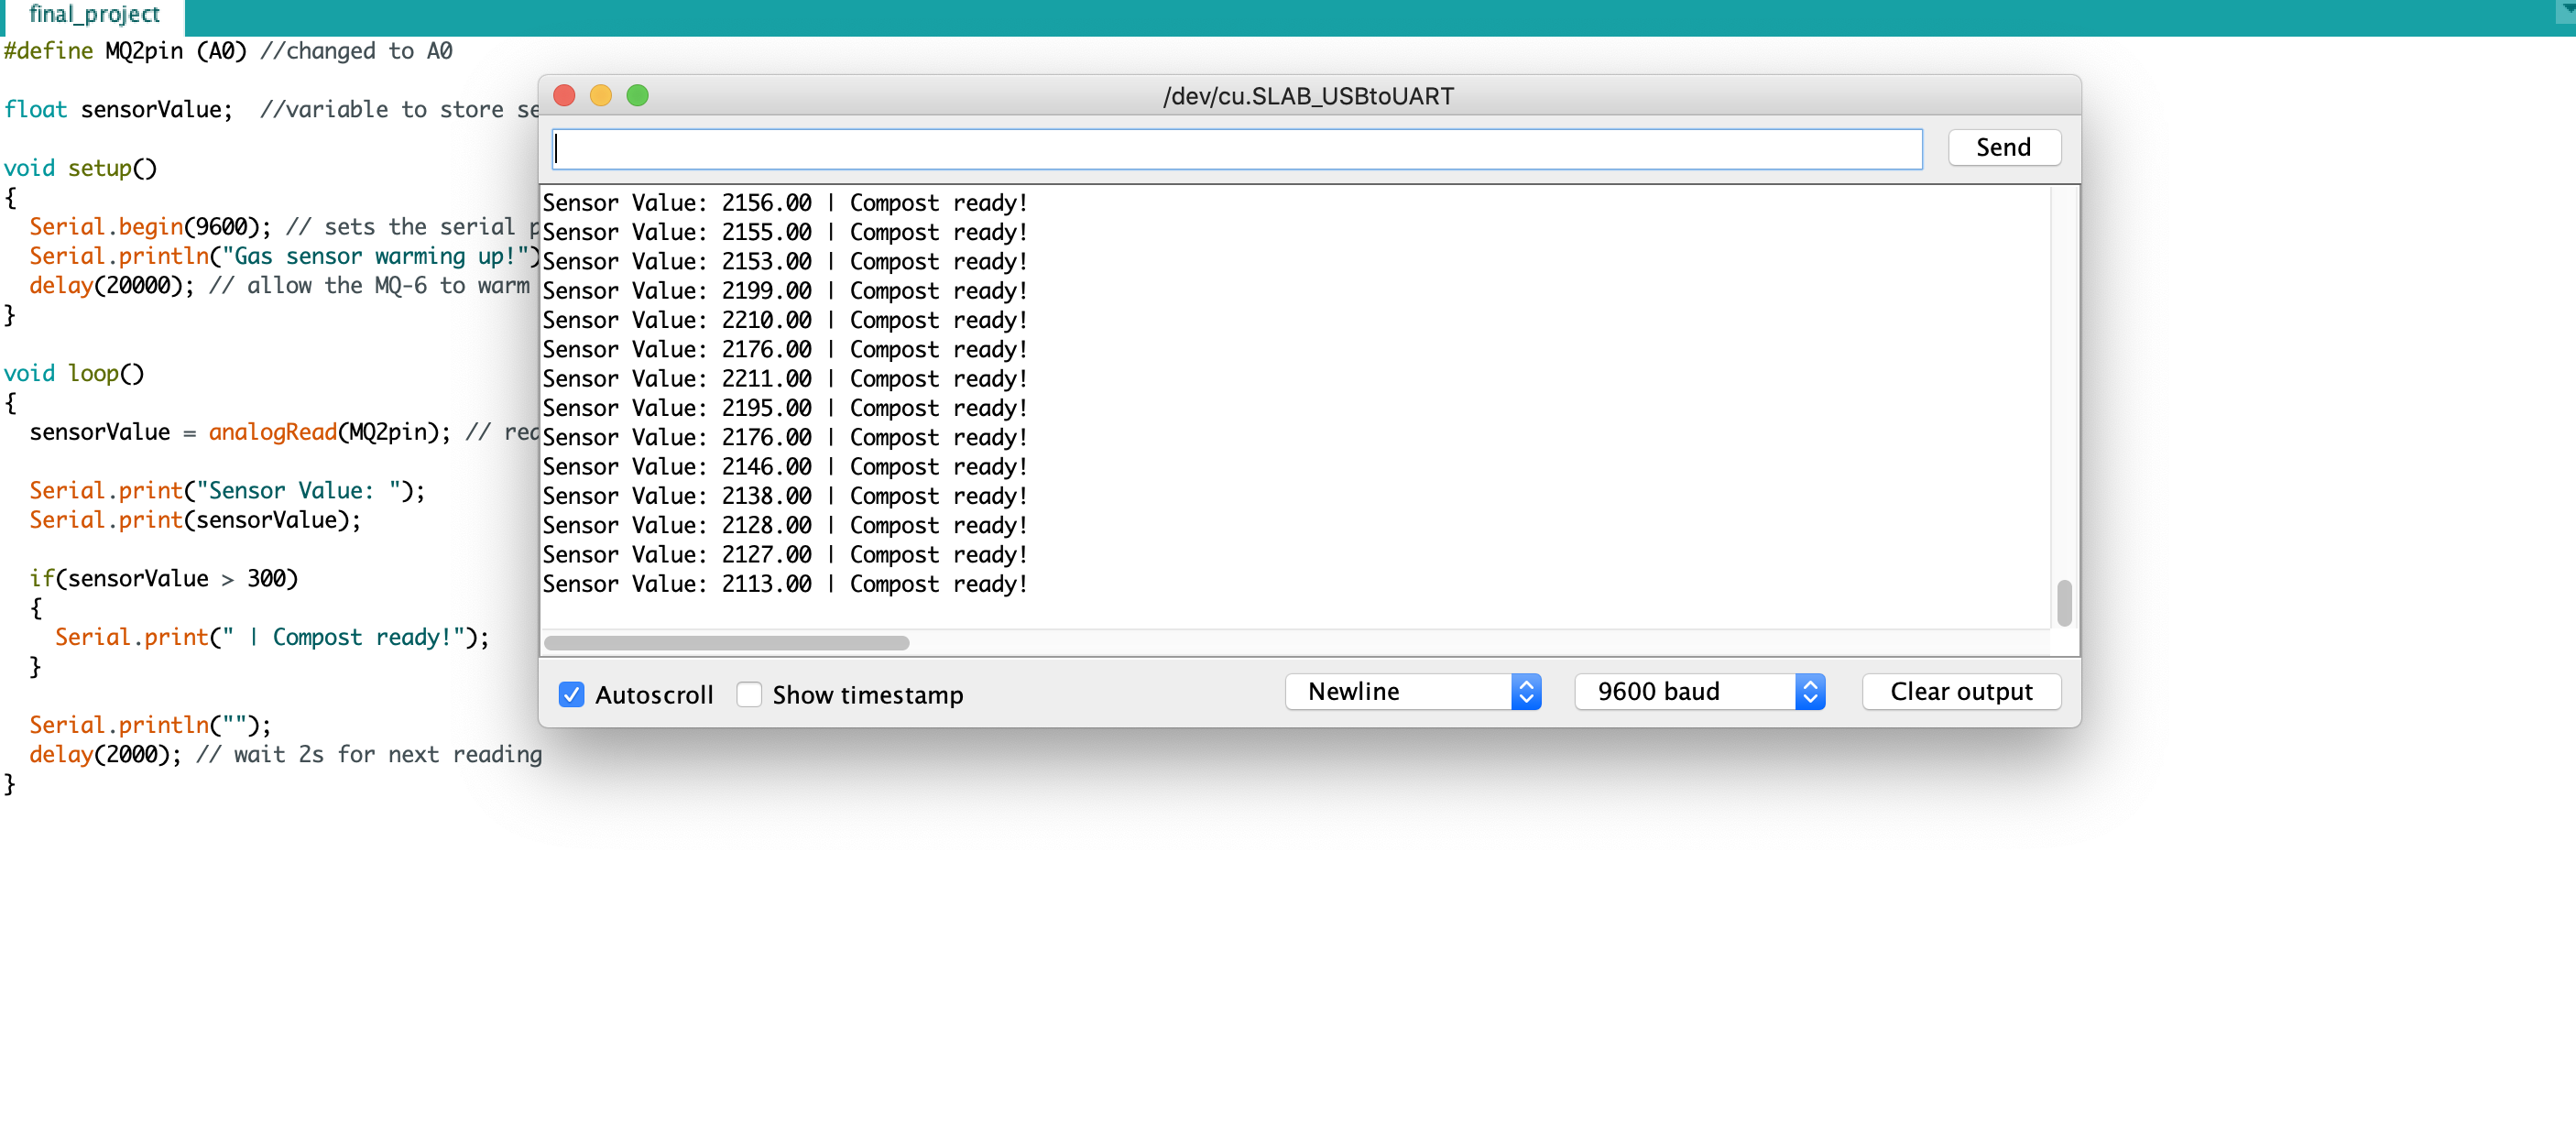 final_project
#define MQ2pin (A0) //changed to A0
float sensorValue;  //variable to store
void setup()
{
  Serial.begin(9600); // sets the serial
  Serial.println("Gas sensor warming up!")
  delay(20000); // allow the MQ-6 to warm
}
void loop()
{
  sensorValue = analogRead(MQ2pin); //
  Serial.print("Sensor Value: ");
  Serial.print(sensorValue);
  if(sensorValue > 300)
  {
    Serial.print(" | Compost ready!");
  }
  Serial.println("");
  delay(2000); // wait 2s for next reading
}
/dev/cu.SLAB_USBtoUART
Send
Sensor Value: 2156.00 | Compost ready!
Sensor Value: 2155.00 | Compost ready!
Sensor Value: 2153.00 | Compost ready!
Sensor Value: 2199.00 | Compost ready!
Sensor Value: 2210.00 | Compost ready!
Sensor Value: 2176.00 | Compost ready!
Sensor Value: 2211.00 | Compost ready!
Sensor Value: 2195.00 | Compost ready!
Sensor Value: 2176.00 | Compost ready!
Sensor Value: 2146.00 | Compost ready!
Sensor Value: 2138.00 | Compost ready!
Sensor Value: 2128.00 | Compost ready!
Sensor Value: 2127.00 | Compost ready!
Sensor Value: 2113.00 | Compost ready!
Autoscroll Show timestamp Newline 9600 baud Clear output